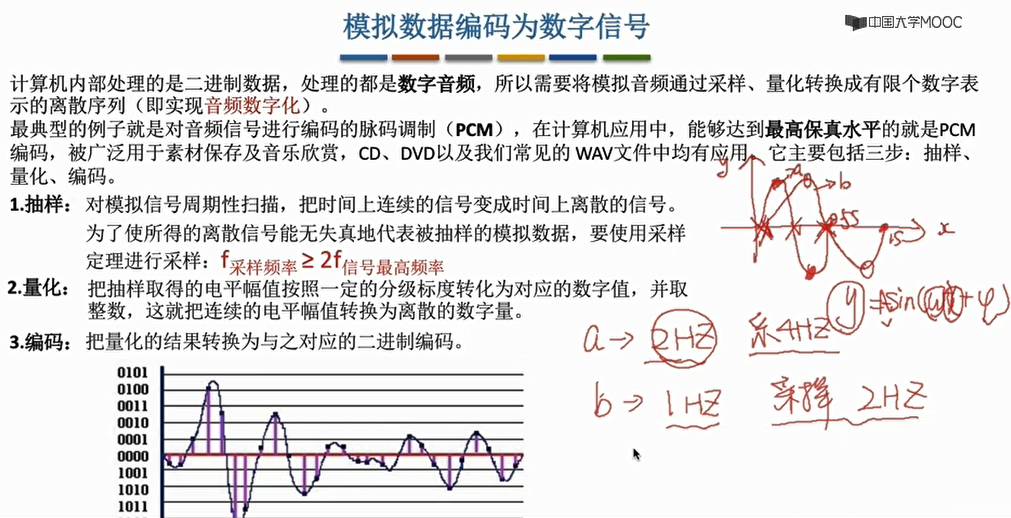 模拟数据编码为数字信号
中国大学MOOC
计算机内部处理的是二进制数据，处理的都是数字音频，所以需要将模拟音频通过采样、量化转换成有限个数字表
示的离散序列（即实现音频数字化）。
最典型的例子就是对音频信号进行编码的脉码调制（PCM），在计算机应用中，能够达到最高保真水平的就是PCM
编码，被广泛用于素材保存及音乐欣赏，CD、DVD以及我们常见的 WAV文件中均有应用。它主要包括三步：抽样、
量化、编码。
1.抽样：对模拟信号周期性扫描，把时间上连续的信号变成时间上离散的信号。
为了使所得的离散信号能无失真地代表被抽样的模拟数据，要使用采样
定理进行采样：f采样频率 ≥ 2f信号最高频率
2.量化：把抽样取得的电平幅值按照一定的分级标度转化为对应的数字值，并取
整数，这就把连续的电平幅值转换为离散的数字量。
3.编码：把量化的结果转换为与之对应的二进制编码。
y
a
b
0.5S
1S
x
y=Asin(ωx+φ)
a→2HZ 采4HZ
b→1HZ 采样 2HZ
0101
0100
0011
0010
0001
0000
1001
1010
1011